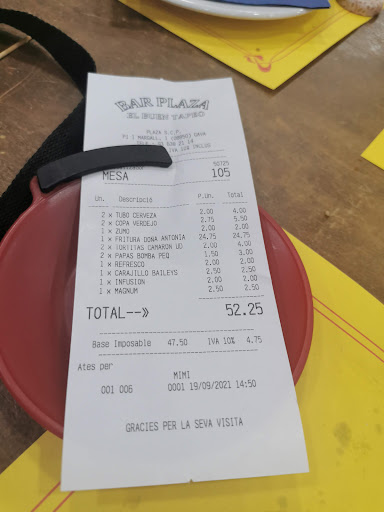 BAR PLAZA
EL BUEN TAPEO
PLAZA S.C.P.
50725
MESA 105
Un. Descripció P.Un. Total
2 x TUBO CERVEZA 2.00 4.00
2 x COPA VERDEJO 2.75 5.50
1 x ZUMO 2.00 2.00
1 x FRITURA DOÑA ANTONIA 24.75 24.75
2 x TORTITAS CAMARON UD 2.00 4.00
2 x PAPAS BOMBA PEQ 1.50 3.00
1 x REFRESCO 2.00 2.00
1 x CARAJILLO BAILEYS 2.50 2.50
1 x INFUSION 2.00 2.00
1 x MAGNUM 2.50 2.50
TOTAL--» 52.25
Base Imposable 47.50 IVA 10% 4.75
Ates per
MIMI
001 006 0001 19/09/2021 14:50
GRACIES PER LA SEVA VISITA